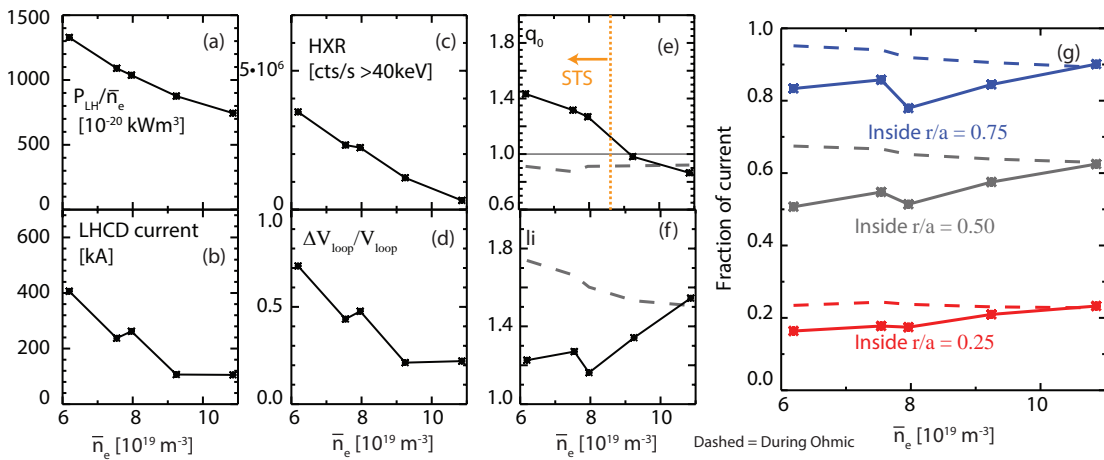 1500
1000
500
0
(a)
P_LH/n̅_e
[10^-20 kWm^3]
5•10^6
0
(c)
HXR
[cts/s >40keV]
1.8
1.4
1.0
0.6
q_0
(e)
STS
600
400
200
0
LHCD current
[kA]
(b)
1.0
0.5
0.0
ΔV_loop/V_loop
(d)
2.2
1.8
1.4
1.0
li
(f)
6 8 10
6 8 10
6 8 10
n̅_e [10^19 m^-3]
n̅_e [10^19 m^-3]
n̅_e [10^19 m^-3]
Dashed = During Ohmic
Fraction of current
1.0
0.8
0.6
0.4
0.2
0.0
(g)
Inside r/a = 0.75
Inside r/a = 0.50
Inside r/a = 0.25
6 8 10
n̅_e [10^19 m^-3]